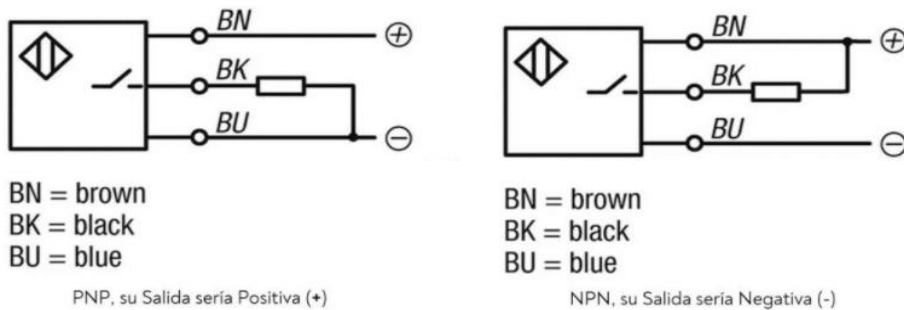 BN
+
BK
BU
−
BN = brown
BK = black
BU = blue
PNP, su Salida sería Positiva (+)
BN
+
BK
BU
−
BN = brown
BK = black
BU = blue
NPN, su Salida sería Negativa (-)